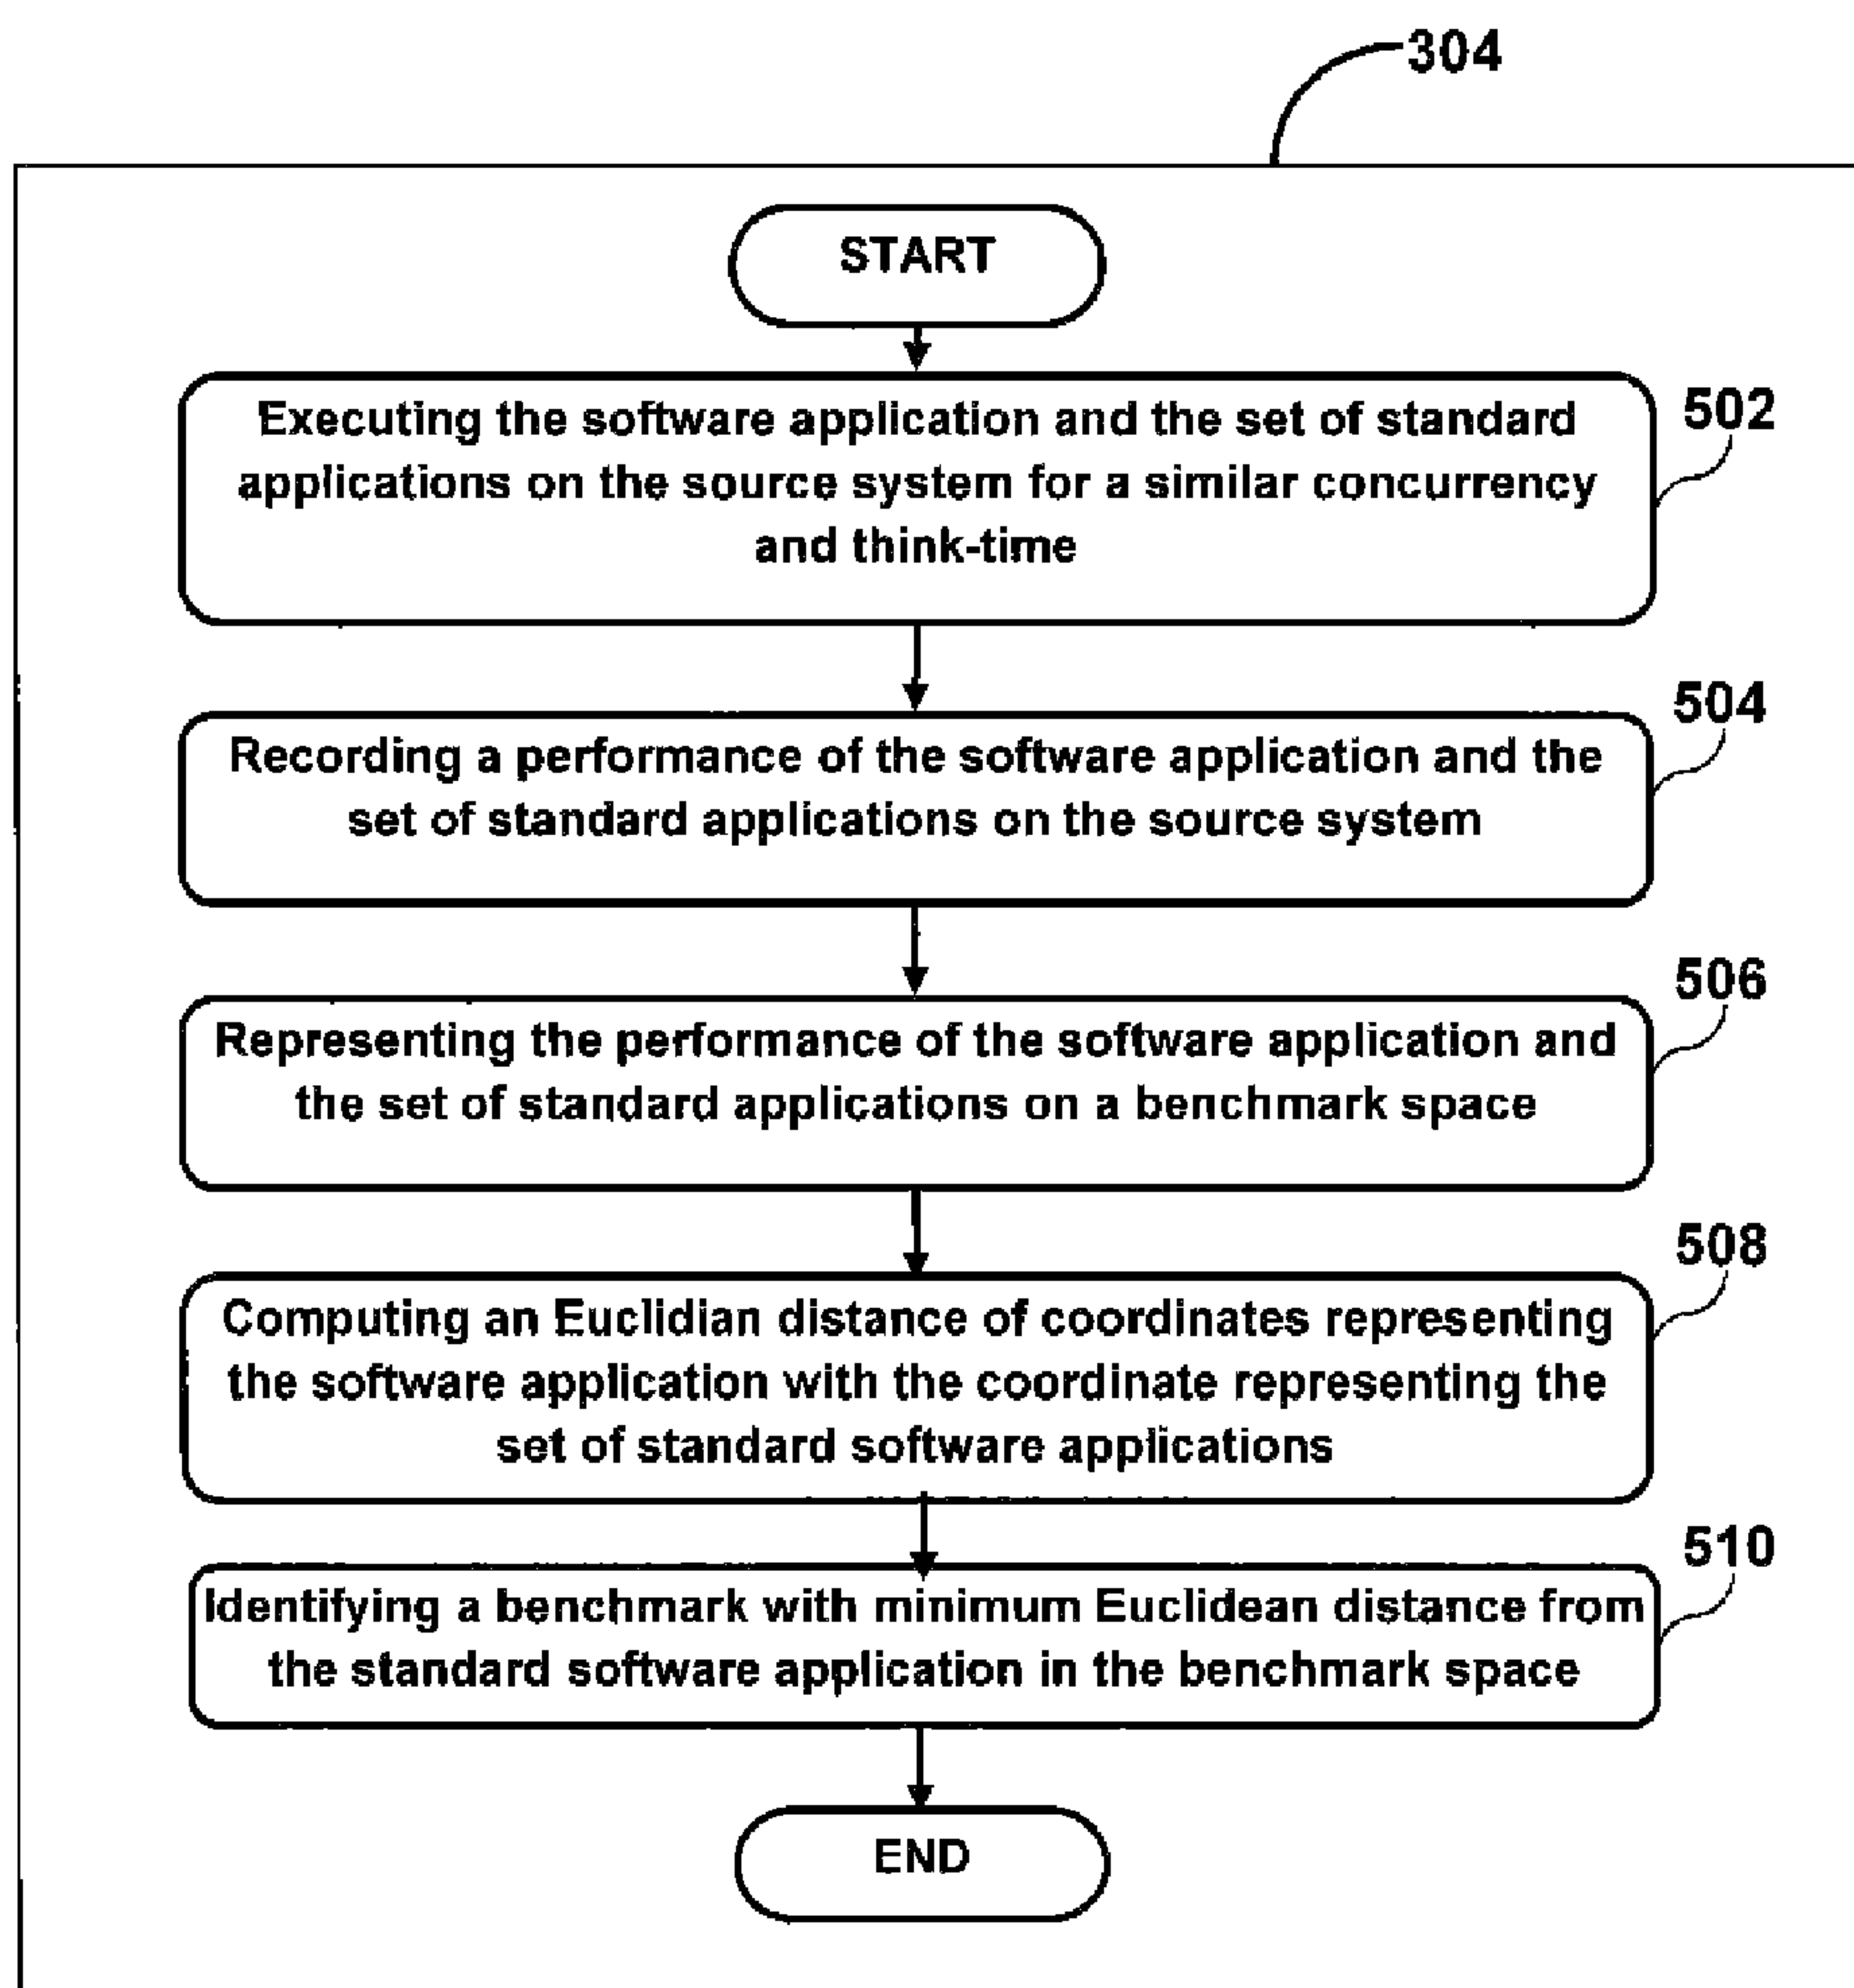 304
START
Executing the software application and the set of standard
applications on the source system for a similar concurrency
and think-time
502
Recording a performance of the software application and the
set of standard applications on the source system
504
Representing the performance of the software application and
the set of standard applications on a benchmark space
506
Computing an Euclidian distance of coordinates representing
the software application with the coordinate representing the
set of standard software applications
508
Identifying a benchmark with minimum Euclidean distance from
the standard software application in the benchmark space
510
END